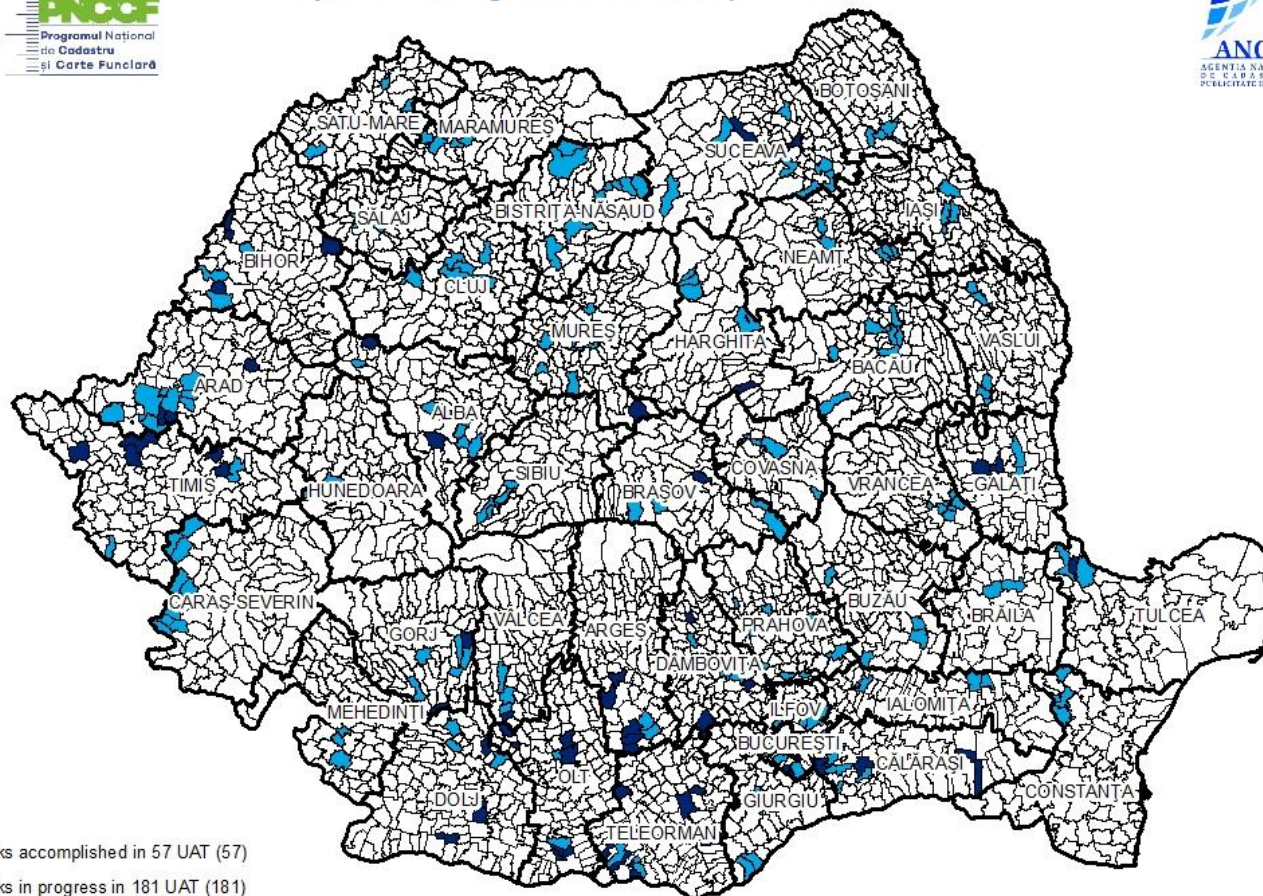 PNCCF
Programul Național
de Cadastru
și Carte Funciară
BOTOȘANI
SATU-MARE
MARAMUREȘ
SUCEAVA
SĂLAJ
BISTRIȚA-NĂSAUD
IAȘI
BIHOR
NEAMȚ
CLUJ
MUREȘ
HARGHITA
VASLUI
BACĂU
ARAD
ALBA
SIBIU
COVASNA
TIMIȘ
HUNEDOARA
BRAȘOV
VRANCEA
GALAȚI
CARAȘ-SEVERIN
GORJ
VÂLCEA
ARGEȘ
PRAHOVA
BUZĂU
BRĂILA
TULCEA
DÂMBOVIȚA
MEHEDINȚI
ILFOV
IALOMIȚA
BUCUREȘTI
CĂLĂRAȘI
OLT
DOLJ
GIURGIU
CONSTANȚA
TELEORMAN
accomplished in 57 UAT (57)
in progress in 181 UAT (181)